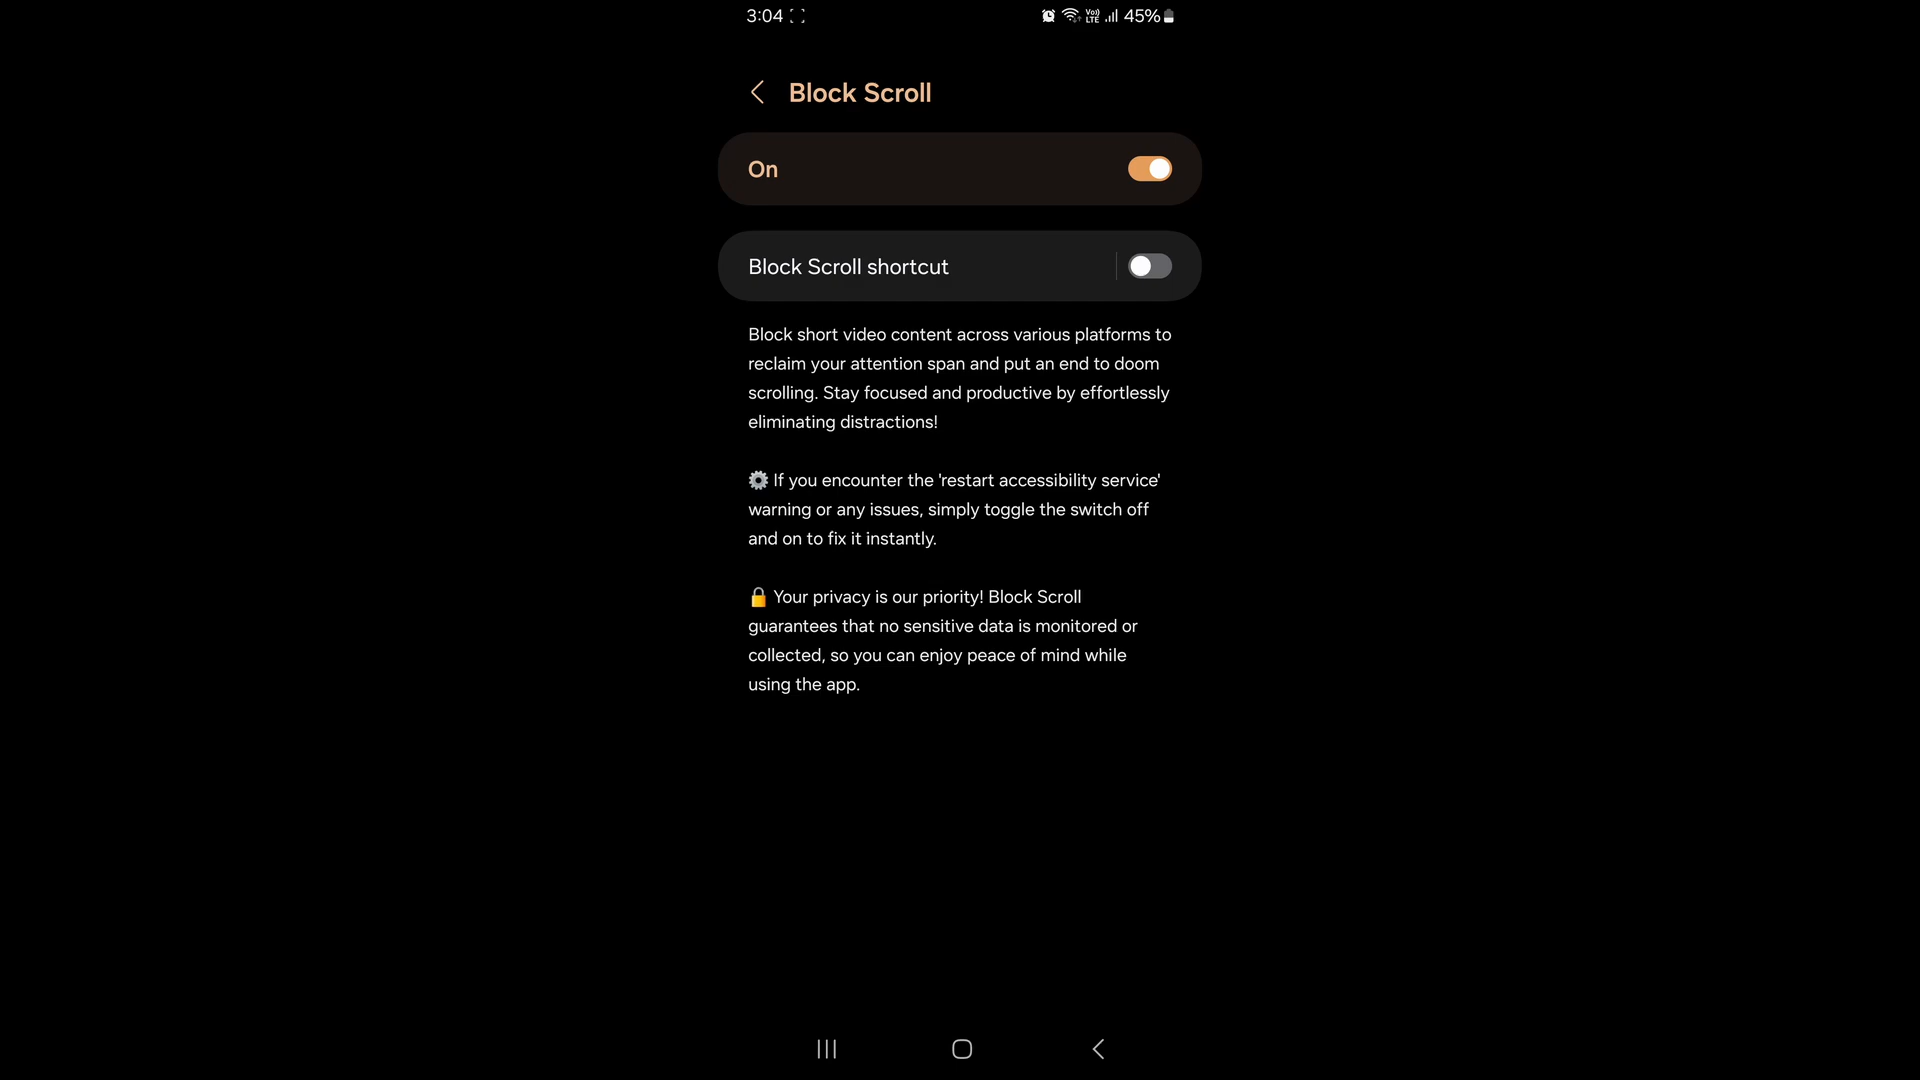 3:04 Vo)) LTE 45%
Block Scroll
On
Block Scroll shortcut
Block short video content across various platforms to
reclaim your attention span and put an end to doom
scrolling. Stay focused and productive by effortlessly
eliminating distractions!
⚙️ If you encounter the 'restart accessibility service'
warning or any issues, simply toggle the switch off
and on to fix it instantly.
🔒 Your privacy is our priority! Block Scroll
guarantees that no sensitive data is monitored or
collected, so you can enjoy peace of mind while
using the app.